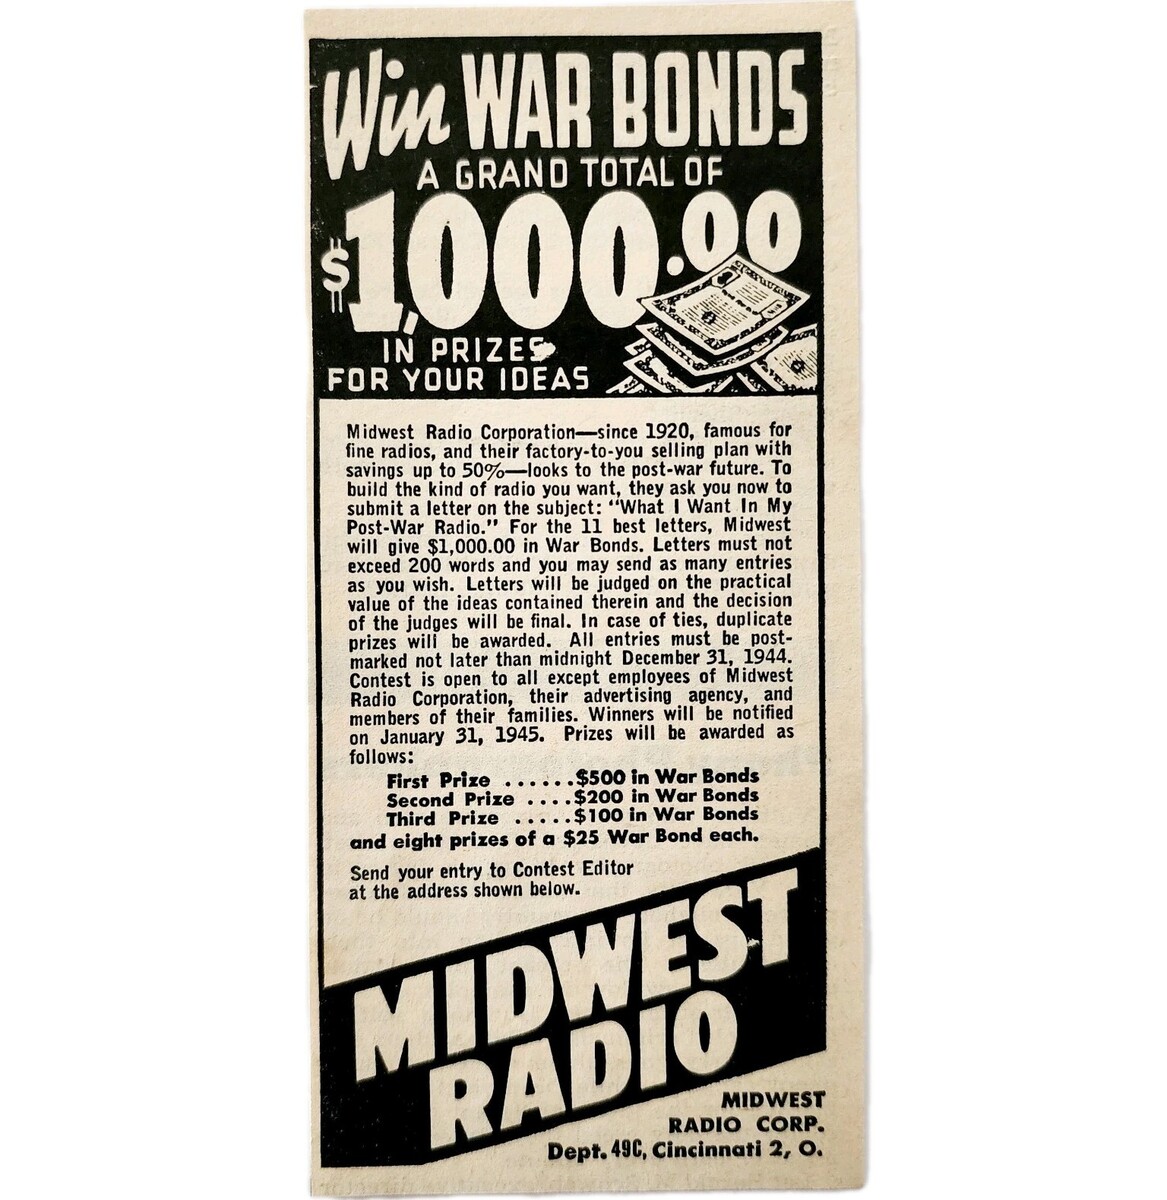 Win WAR BONDS
A GRAND TOTAL OF
$1,000.00
IN PRIZES
FOR YOUR IDEAS
Midwest Radio Corporation—since 1920, famous for
fine radios, and their factory-to-you selling plan with
savings up to 50%—looks to the post-war future. To
build the kind of radio you want, they ask you now to
submit a letter on the subject: "What I Want In My
Post-War Radio." For the 11 best letters, Midwest
will give $1,000.00 in War Bonds. Letters must not
exceed 200 words and you may send as many entries
as you wish. Letters will be judged on the practical
value of the ideas contained therein and the decision
of the judges will be final. In case of ties, duplicate
prizes will be awarded. All entries must be post-
marked not later than midnight December 31, 1944.
Contest is open to all except employees of Midwest
Radio Corporation, their advertising agency, and
members of their families. Winners will be notified
on January 31, 1945. Prizes will be awarded as
follows:
First Prize ......$500 in War Bonds
Second Prize ....$200 in War Bonds
Third Prize .....$100 in War Bonds
and eight prizes of a $25 War Bond each.
Send your entry to Contest Editor
at the address shown below.
MIDWEST
RADIO
MIDWEST
RADIO CORP.
Dept. 49C, Cincinnati 2, O.